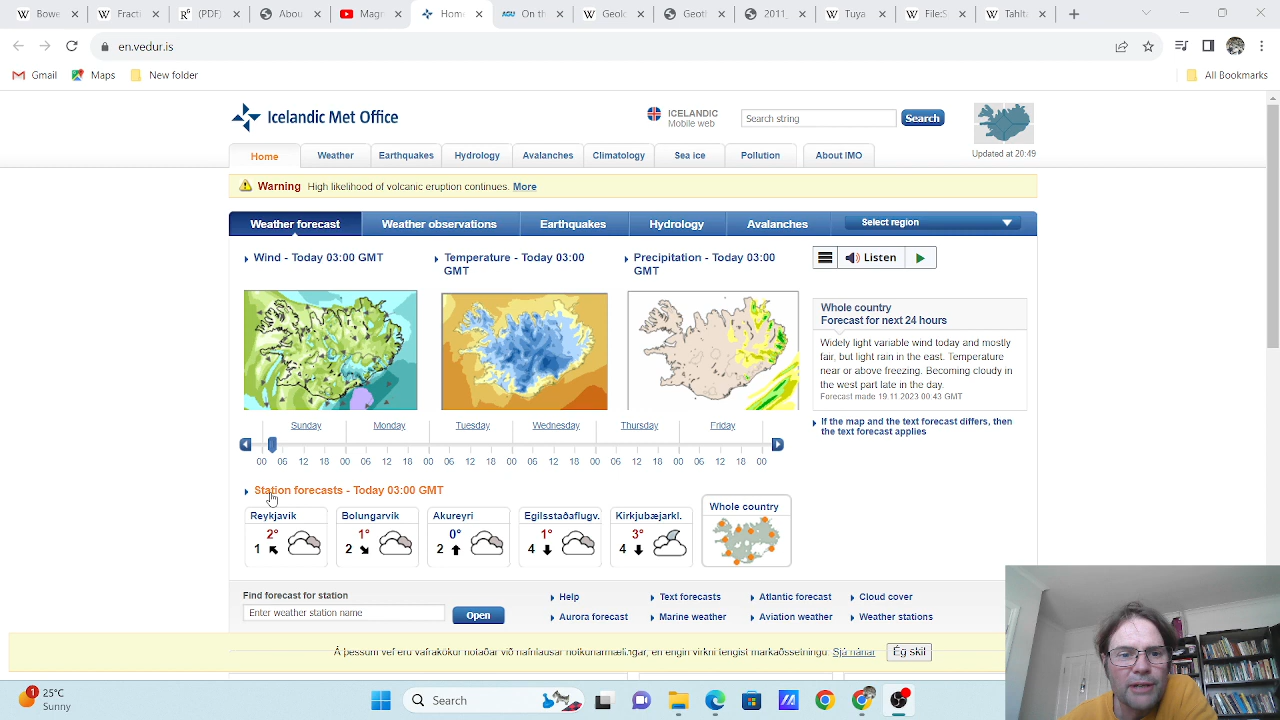 Bowe
Fracti
(PDF)
Abou
Magn
Home
AGU On th
Geolo
Geoth
2011_
Tuya
File:S
Tahlta
en.vedur.is
Gmail
Maps
New folder
All Bookmarks
Icelandic Met Office
ICELANDIC
Mobile web
Search string
Search
Updated at 20:49
Home
Weather
Earthquakes
Hydrology
Avalanches
Climatology
Sea ice
Pollution
About IMO
Warning High likelihood of volcanic eruption continues. More
Weather forecast
Weather observations
Earthquakes
Hydrology
Avalanches
Select region
Wind - Today 03:00 GMT
Temperature - Today 03:00
GMT
Precipitation - Today 03:00
GMT
Listen
Whole country
Forecast for next 24 hours
Widely light variable wind today and mostly
fair, but light rain in the east. Temperature
near or above freezing. Becoming cloudy in
the west part late in the day.
Forecast made 19.11.2023 00:43 GMT
If the map and the text forecast differs, then
the text forecast applies
Sunday Monday Tuesday Wednesday Thursday Friday
00 06 12 18 00 06 12 18 00 06 12 18 00 06 12 18 00 06 12 18 00 06 12 18 00
Station forecasts - Today 03:00 GMT
Reykjavík
2°
1
Bolungarvík
1°
2
Akureyri
0°
2
Egilsstaðaflugv.
1°
4
Kirkjubæjarkl.
3°
4
Whole country
Find forecast for station
Enter weather station name
Open
Help
Text forecasts
Atlantic forecast
Cloud cover
Aurora forecast
Marine weather
Aviation weather
Weather stations
Á þessum vef eru vafrakökur notaðar við nafnlausar notkunarmælingar, en engin virkni tengist markaðssetningu. Sjá nánar
Ég skil
1
25°C
Sunny
Search